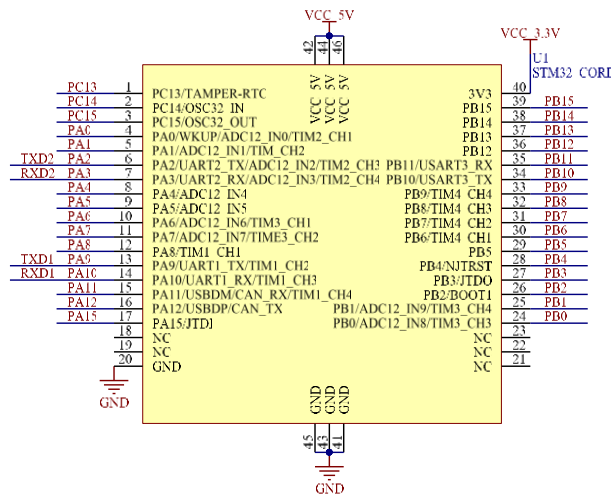 VCC_5V
VCC_3.3V
U1
STM32_CORE
42 44 46
VCC_5V VCC_5V VCC_5V
PC13 1 PC13/TAMPER-RTC 3V3 40
PC14 2 PC14/OSC32_IN PB15 39 PB15
PC15 3 PC15/OSC32_OUT PB14 38 PB14
PA0 4 PA0/WKUP/ADC12_IN0/TIM2_CH1 PB13 37 PB13
PA1 5 PA1/ADC12_IN1/TIM_CH2 PB12 36 PB12
TXD2 PA2 6 PA2/UART2_TX/ADC12_IN2/TIM2_CH3 PB11/USART3_RX 35 PB11
RXD2 PA3 7 PA3/UART2_RX/ADC12_IN3/TIM2_CH4 PB10/USART3_TX 34 PB10
PA4 8 PA4/ADC12_IN4 PB9/TIM4_CH4 33 PB9
PA5 9 PA5/ADC12_IN5 PB8/TIM4_CH3 32 PB8
PA6 10 PA6/ADC12_IN6/TIM3_CH1 PB7/TIM4_CH2 31 PB7
PA7 11 PA7/ADC12_IN7/TIME3_CH2 PB6/TIM4_CH1 30 PB6
PA8 12 PA8/TIM1_CH1 PB5 29 PB5
TXD1 PA9 13 PA9/UART1_TX/TIM1_CH2 PB4/NJTRST 28 PB4
RXD1 PA10 14 PA10/UART1_RX/TIM1_CH3 PB3/JTDO 27 PB3
PA11 15 PA11/USBDM/CAN_RX/TIM1_CH4 PB2/BOOT1 26 PB2
PA12 16 PA12/USBDP/CAN_TX PB1/ADC12_IN9/TIM3_CH4 25 PB1
PA15 17 PA15/JTDI PB0/ADC12_IN8/TIM3_CH3 24 PB0
18 NC NC 23
19 NC NC 22
20 GND NC 21
GND
GND GND GND
45 43 41
GND